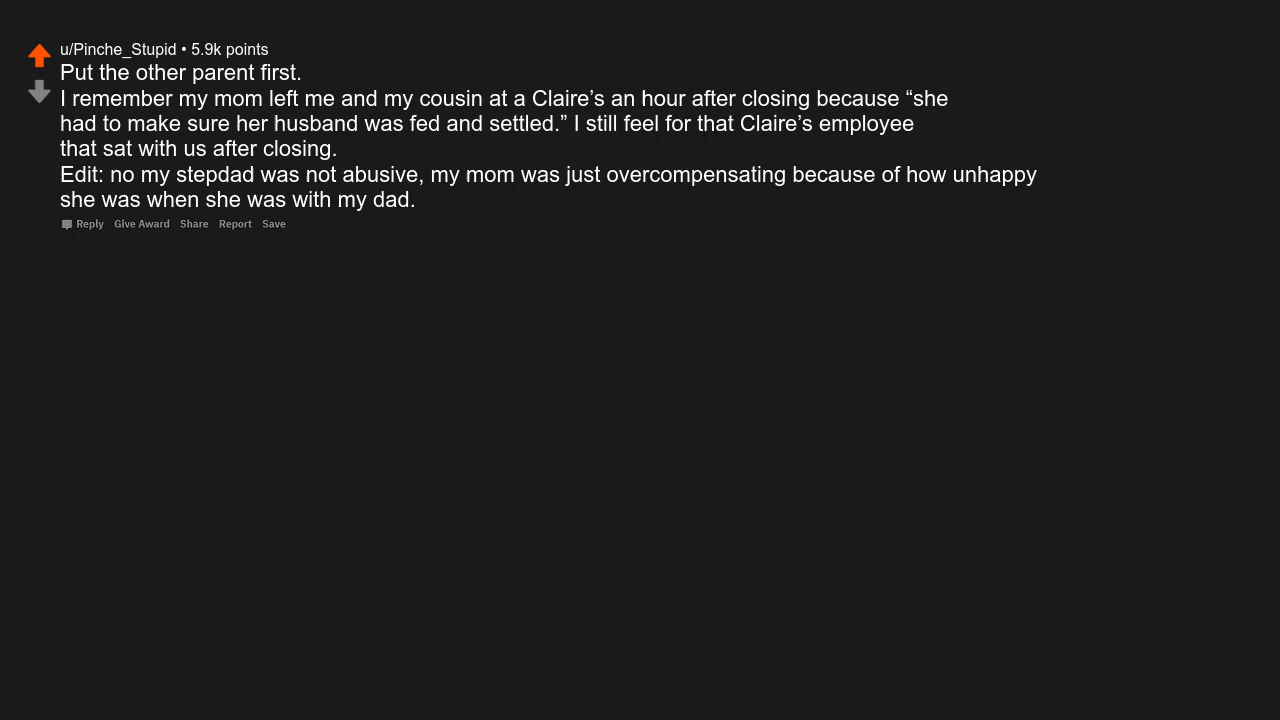 u/Pinche_Stupid • 5.9k points
Put the other parent first.
I remember my mom left me and my cousin at a Claire’s an hour after closing because “she
had to make sure her husband was fed and settled.” I still feel for that Claire’s employee
that sat with us after closing.
Edit: no my stepdad was not abusive, my mom was just overcompensating because of how unhappy
she was when she was with my dad.
Reply Give Award Share Report Save